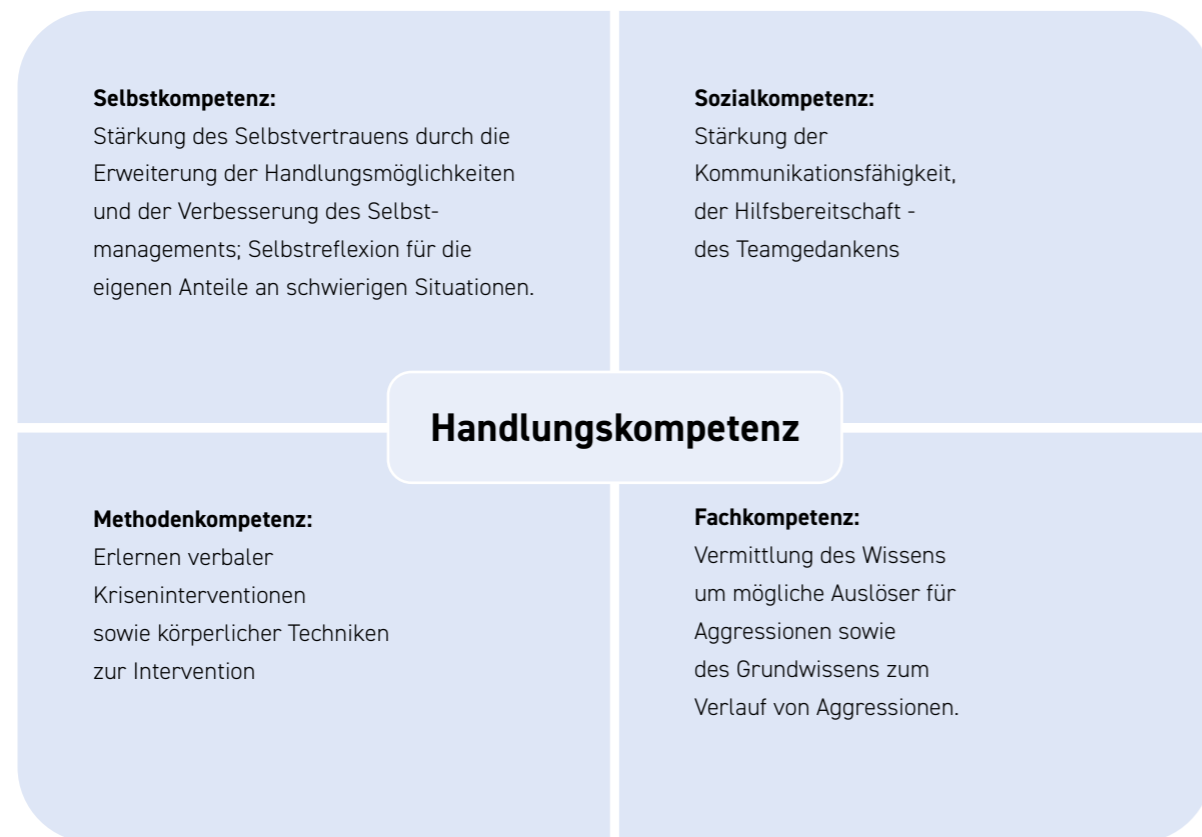 Selbstkompetenz:
Stärkung des Selbstvertrauens durch die
Erweiterung der Handlungsmöglichkeiten
und der Verbesserung des Selbst-
managements; Selbstreflexion für die
eigenen Anteile an schwierigen Situationen.
Sozialkompetenz:
Stärkung der
Kommunikationsfähigkeit,
der Hilfsbereitschaft -
des Teamgedankens
Handlungskompetenz
Methodenkompetenz:
Erlernen verbaler
Kriseninterventionen
sowie körperlicher Techniken
zur Intervention
Fachkompetenz:
Vermittlung des Wissens
um mögliche Auslöser für
Aggressionen sowie
des Grundwissens zum
Verlauf von Aggressionen.